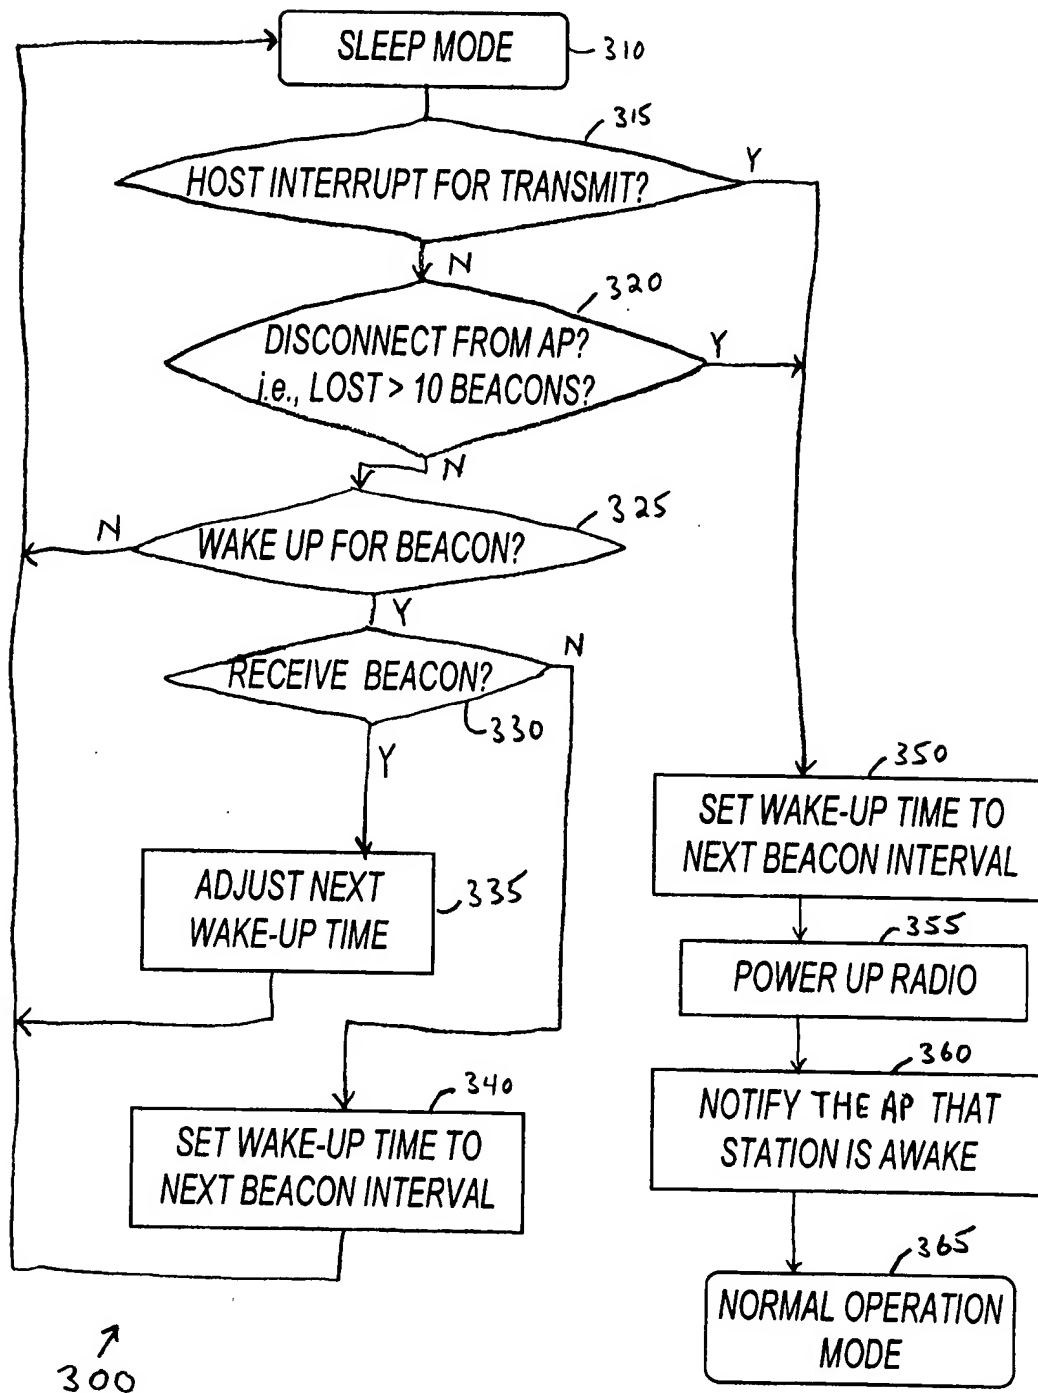 SLEEP MODE
310
315
HOST INTERRUPT FOR TRANSMIT?
Y
N
320
DISCONNECT FROM AP?
i.e., LOST > 10 BEACONS?
Y
N
325
WAKE UP FOR BEACON?
N
Y
RECEIVE BEACON?
N
330
Y
335
ADJUST NEXT
WAKE-UP TIME
340
SET WAKE-UP TIME TO
NEXT BEACON INTERVAL
350
SET WAKE-UP TIME TO
NEXT BEACON INTERVAL
355
POWER UP RADIO
360
NOTIFY THE AP THAT
STATION IS AWAKE
365
NORMAL OPERATION
MODE
300